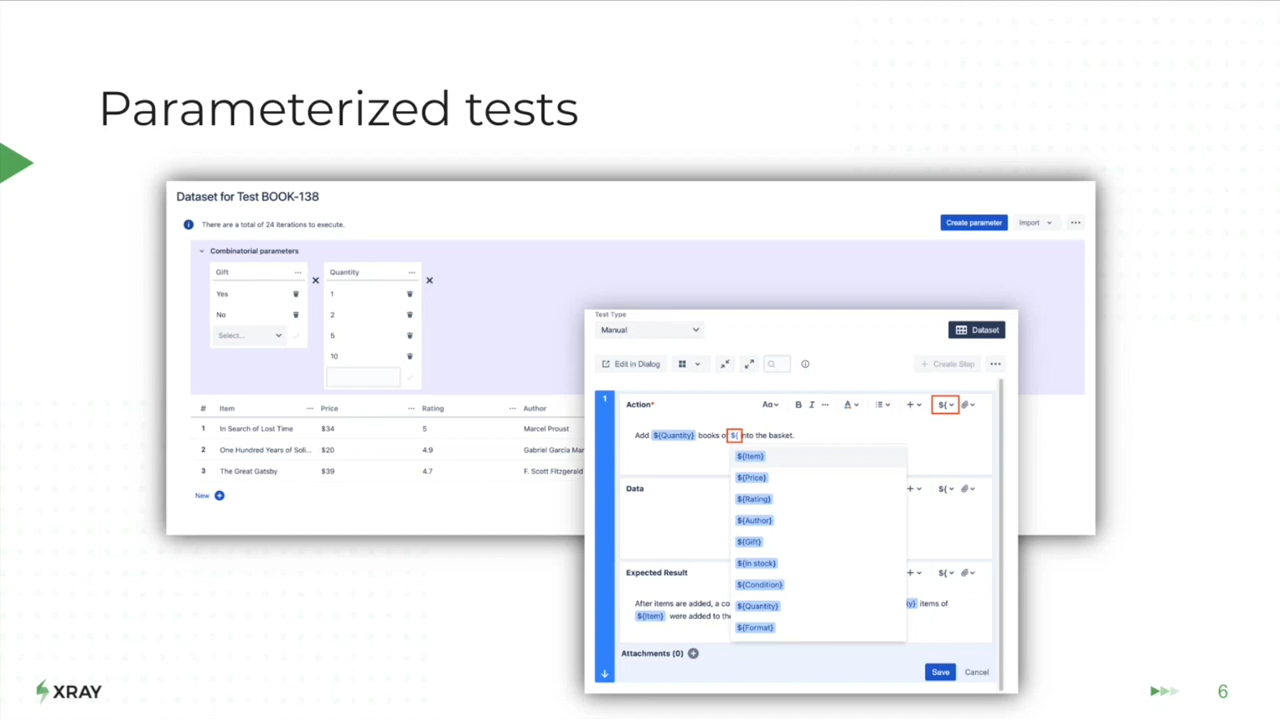 Parameterized tests
Dataset for Test BOOK-138
There are a total of 24 iterations to execute.
Create parameter
Import
Combinatorial parameters
Gift
Quantity
Yes
1
No
2
Select...
5
10
# Item Price Rating Author
1 In Search of Lost Time $34 5 Marcel Proust
2 One Hundred Years of Soli... $20 4.9 Gabriel Garcia Mar
3 The Great Gatsby $39 4.7 F. Scott Fitzgerald
New
Test Type
Manual
Dataset
Edit in Dialog
Create Step
1
Action*
Aa
B I
A
${
Add ${Quantity} books o ${ into the basket.
${Item}
${Price}
${Rating}
${Author}
${Gift}
${In stock}
${Condition}
${Quantity}
${Format}
Data
${
Expected Result
${
After items are added, a co ty} items of
${Item} were added to the
Attachments (0)
Save
Cancel
XRAY
6